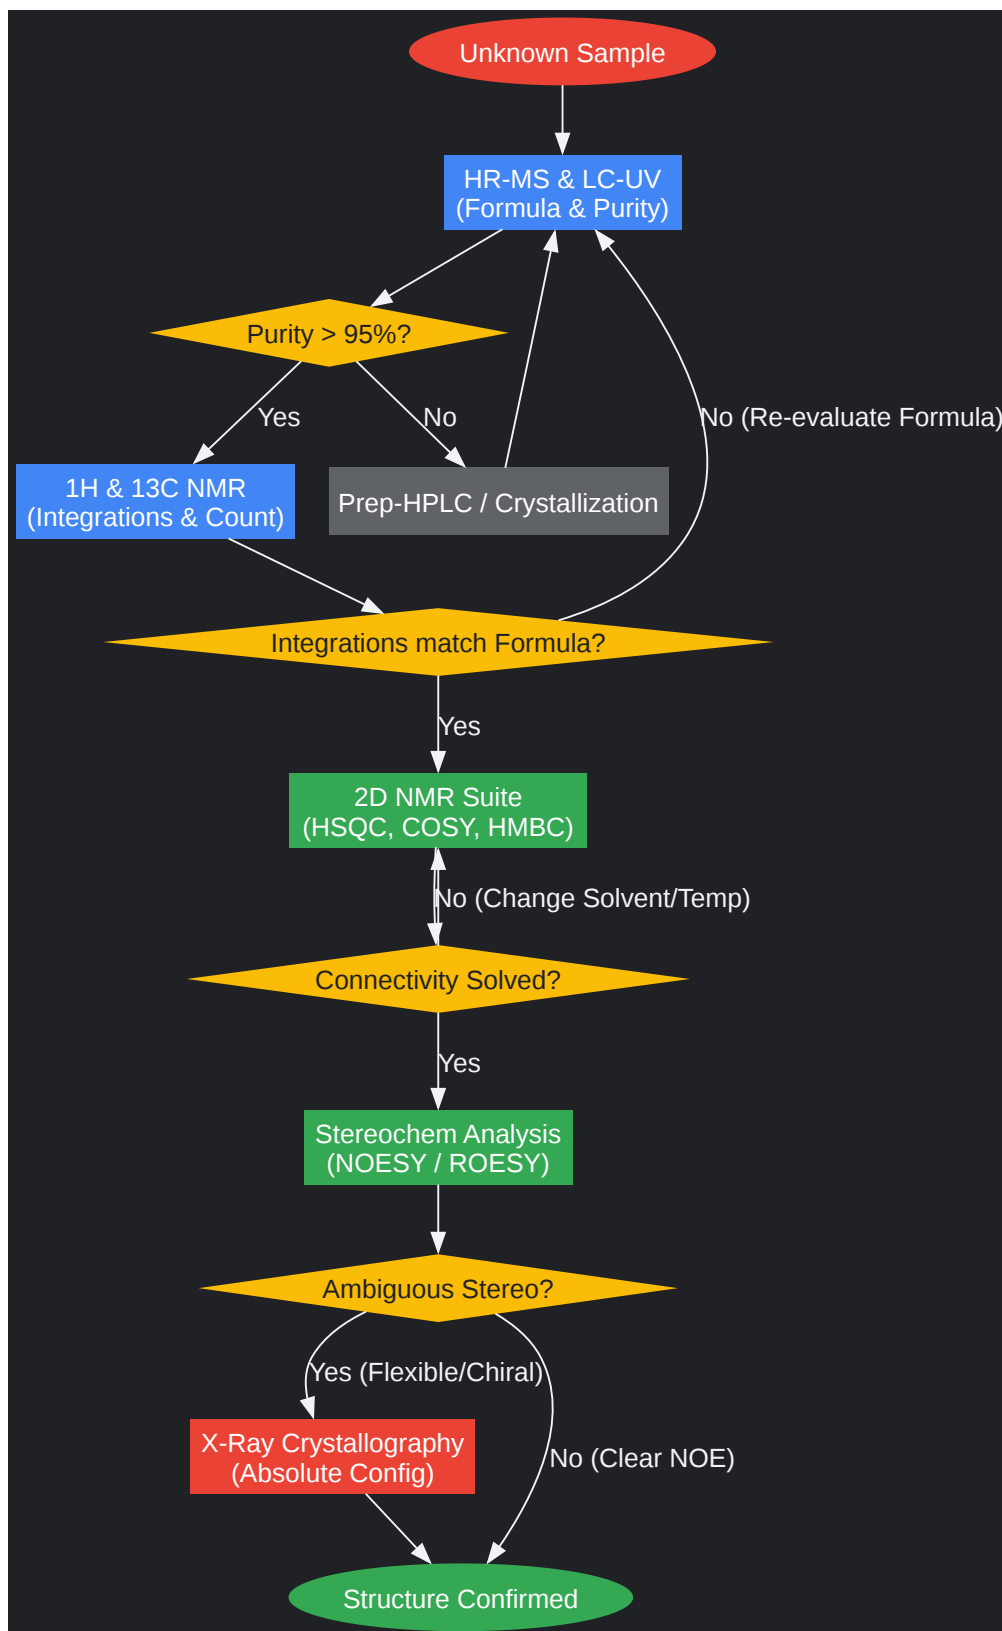 Unknown Sample
HR-MS & LC-UV
(Formula & Purity)
Purity > 95%?
Yes
No
No (Re-evaluate Formula)
1H & 13C NMR
(Integrations & Count)
Prep-HPLC / Crystallization
Integrations match Formula?
Yes
2D NMR Suite
(HSQC, COSY, HMBC)
No (Change Solvent/Temp)
Connectivity Solved?
Yes
Stereochem Analysis
(NOESY / ROESY)
Ambiguous Stereo?
Yes (Flexible/Chiral)
X-Ray Crystallography
(Absolute Config)
No (Clear NOE)
Structure Confirmed